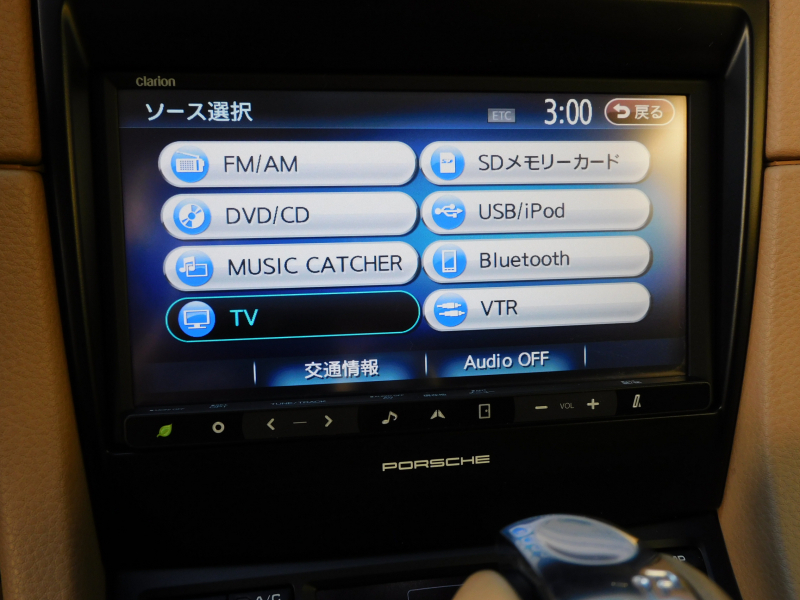 Clarion
ソース選択 ETC 3:00 戻る
FM/AM SDメモリーカード
DVD/CD USB/iPod
MUSIC CATCHER Bluetooth
TV VTR
交通情報 Audio OFF
VOL
PORSCHE
A/C